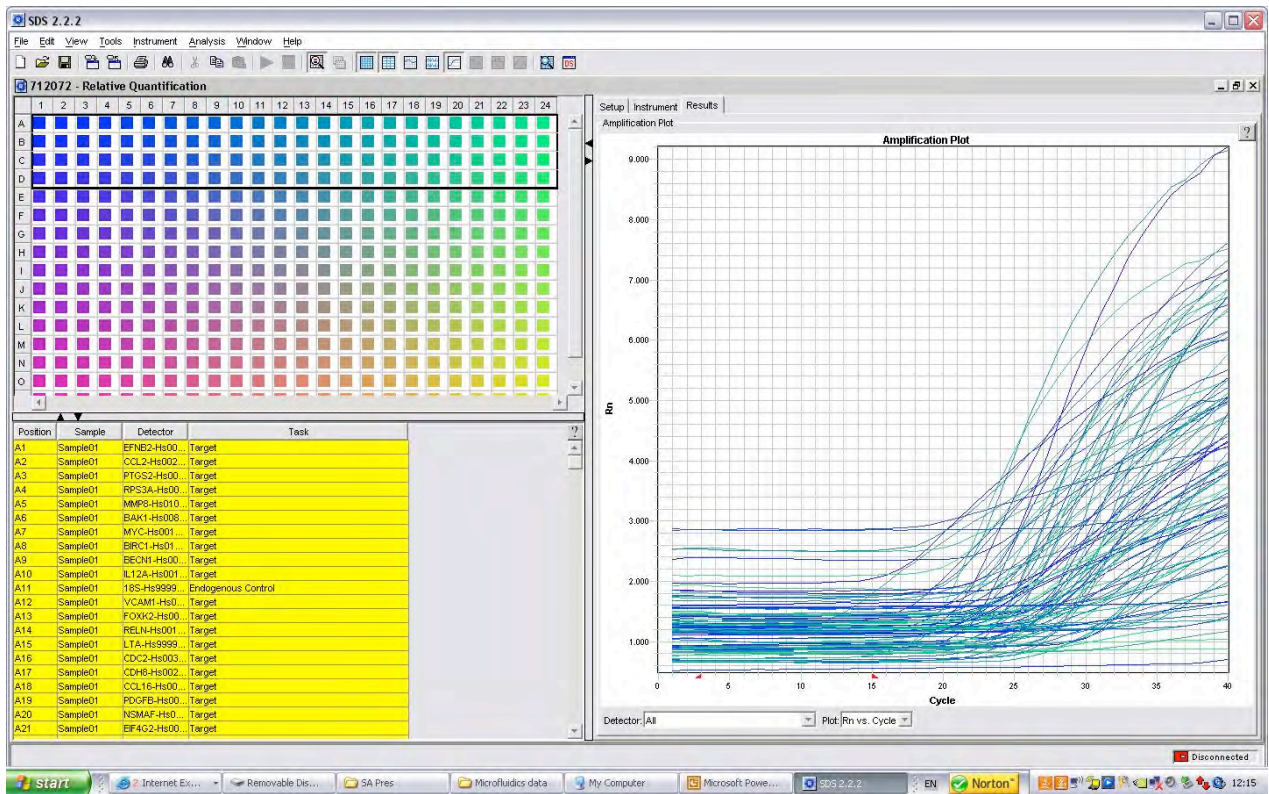 SDS 2.2.2
File Edit View Tools Instrument Analysis Window Help
712072 - Relative Quantification
1 2 3 4 5 6 7 8 9 10 11 12 13 14 15 16 17 18 19 20 21 22 23 24
A
B
C
D
E
F
G
H
I
J
K
L
M
N
O
Position Sample Detector Task
A1 Sample01 EFNB2-Hs00... Target
A2 Sample01 CCL2-Hs002... Target
A3 Sample01 PTGS2-Hs00... Target
A4 Sample01 RPS3A-Hs00... Target
A5 Sample01 MMP8-Hs010... Target
A6 Sample01 BAK1-Hs008... Target
A7 Sample01 MYC-Hs001... Target
A8 Sample01 BIRC1-Hs01... Target
A9 Sample01 BECN1-Hs00... Target
A10 Sample01 IL12A-Hs001... Target
A11 Sample01 18S-Hs9999... Endogenous Control
A12 Sample01 VCAM1-Hs0... Target
A13 Sample01 FOXK2-Hs00... Target
A14 Sample01 RELN-Hs001... Target
A15 Sample01 LTA-Hs9999... Target
A16 Sample01 CDC2-Hs003... Target
A17 Sample01 CDH8-Hs002... Target
A18 Sample01 CCL16-Hs00... Target
A19 Sample01 PDGFB-Hs00... Target
A20 Sample01 NSMAF-Hs0... Target
A21 Sample01 EIF4G2-Hs00... Target
Setup Instrument Results
Amplification Plot
Amplification Plot
9.000
8.000
7.000
6.000
5.000
Rn
4.000
3.000
2.000
1.000
0 5 10 15 20 25 30 35 40
Cycle
Detector: All Plot: Rn vs. Cycle
Disconnected
start 2 Internet Ex... Removable Dis... SA Pres Microfluidics data My Computer Microsoft Powe... SDS 2.2.2 EN Norton 12:15